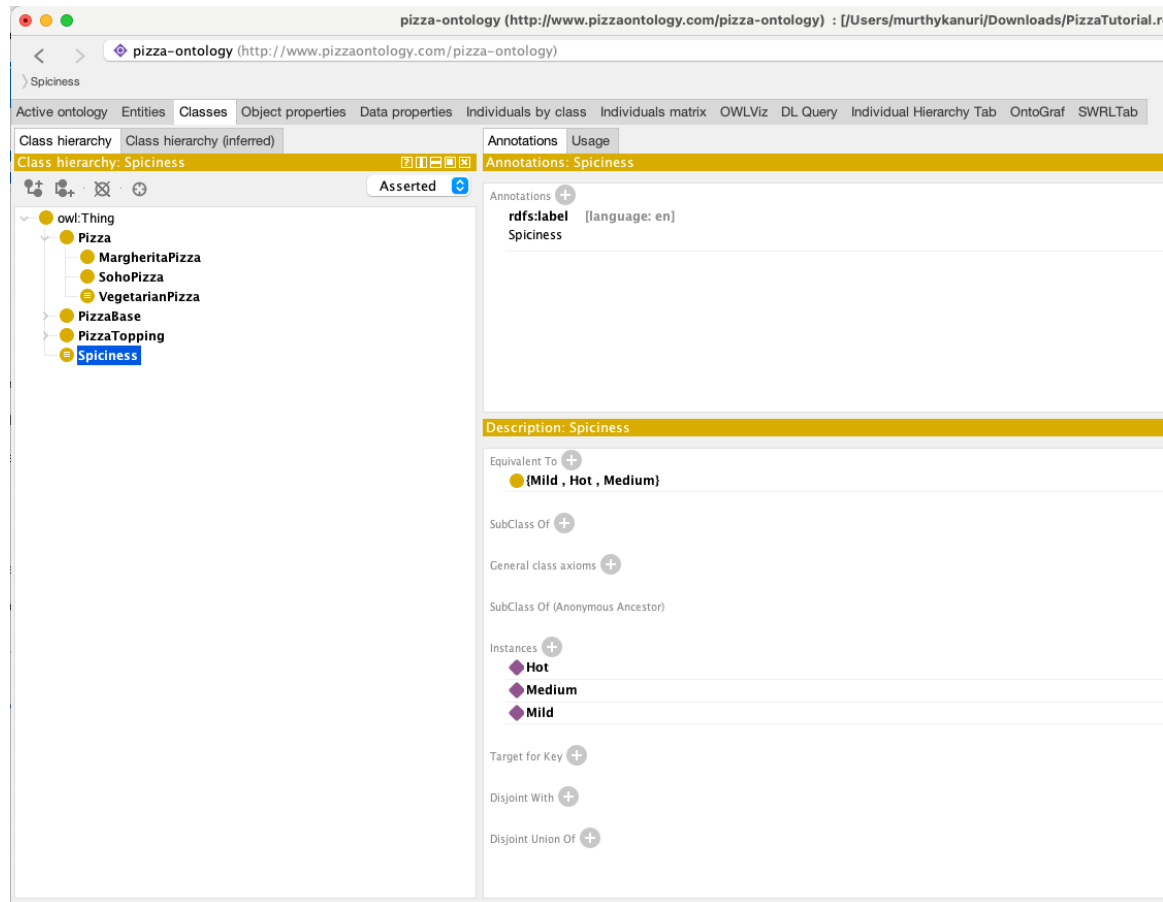 pizza-ontology (http://www.pizzaontology.com/pizza-ontology) : [/Users/murthykanuri/Downloads/PizzaTutorial.r
pizza-ontology (http://www.pizzaontology.com/pizza-ontology)
Spiciness
Active ontology Entities Classes Object properties Data properties Individuals by class Individuals matrix OWLViz DL Query Individual Hierarchy Tab OntoGraf SWRLTab
Class hierarchy Class hierarchy (inferred)
Class hierarchy: Spiciness
Asserted
owl:Thing
Pizza
MargheritaPizza
SohoPizza
VegetarianPizza
PizzaBase
PizzaTopping
Spiciness
Annotations Usage
Annotations: Spiciness
Annotations
rdfs:label [language: en]
Spiciness
Description: Spiciness
Equivalent To
{Mild , Hot , Medium}
SubClass Of
General class axioms
SubClass Of (Anonymous Ancestor)
Instances
Hot
Medium
Mild
Target for Key
Disjoint With
Disjoint Union Of